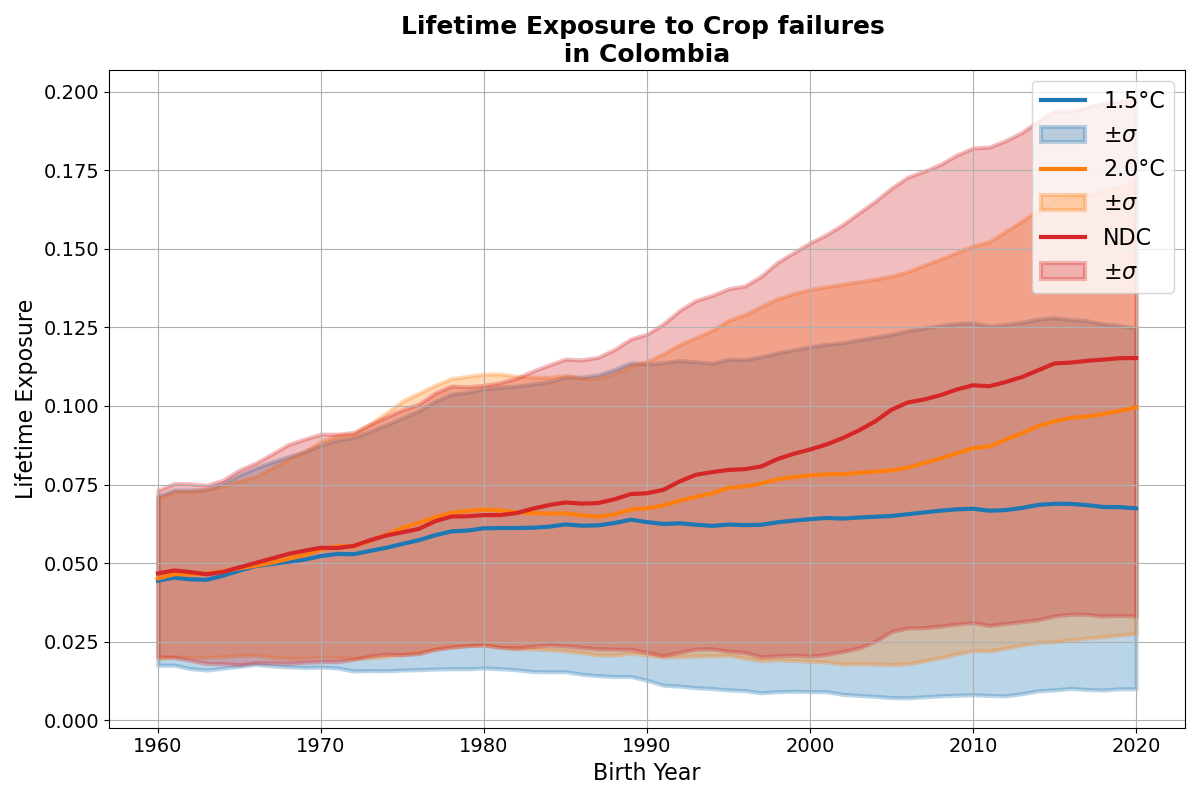 Lifetime Exposure to Crop failures
in Colombia
0.200
0.175
0.150
0.125
0.100
0.075
0.050
0.025
0.000
Lifetime Exposure
1960
1970
1980
1990
2000
2010
2020
Birth Year
1.5°C
±σ
2.0°C
±σ
NDC
±σ